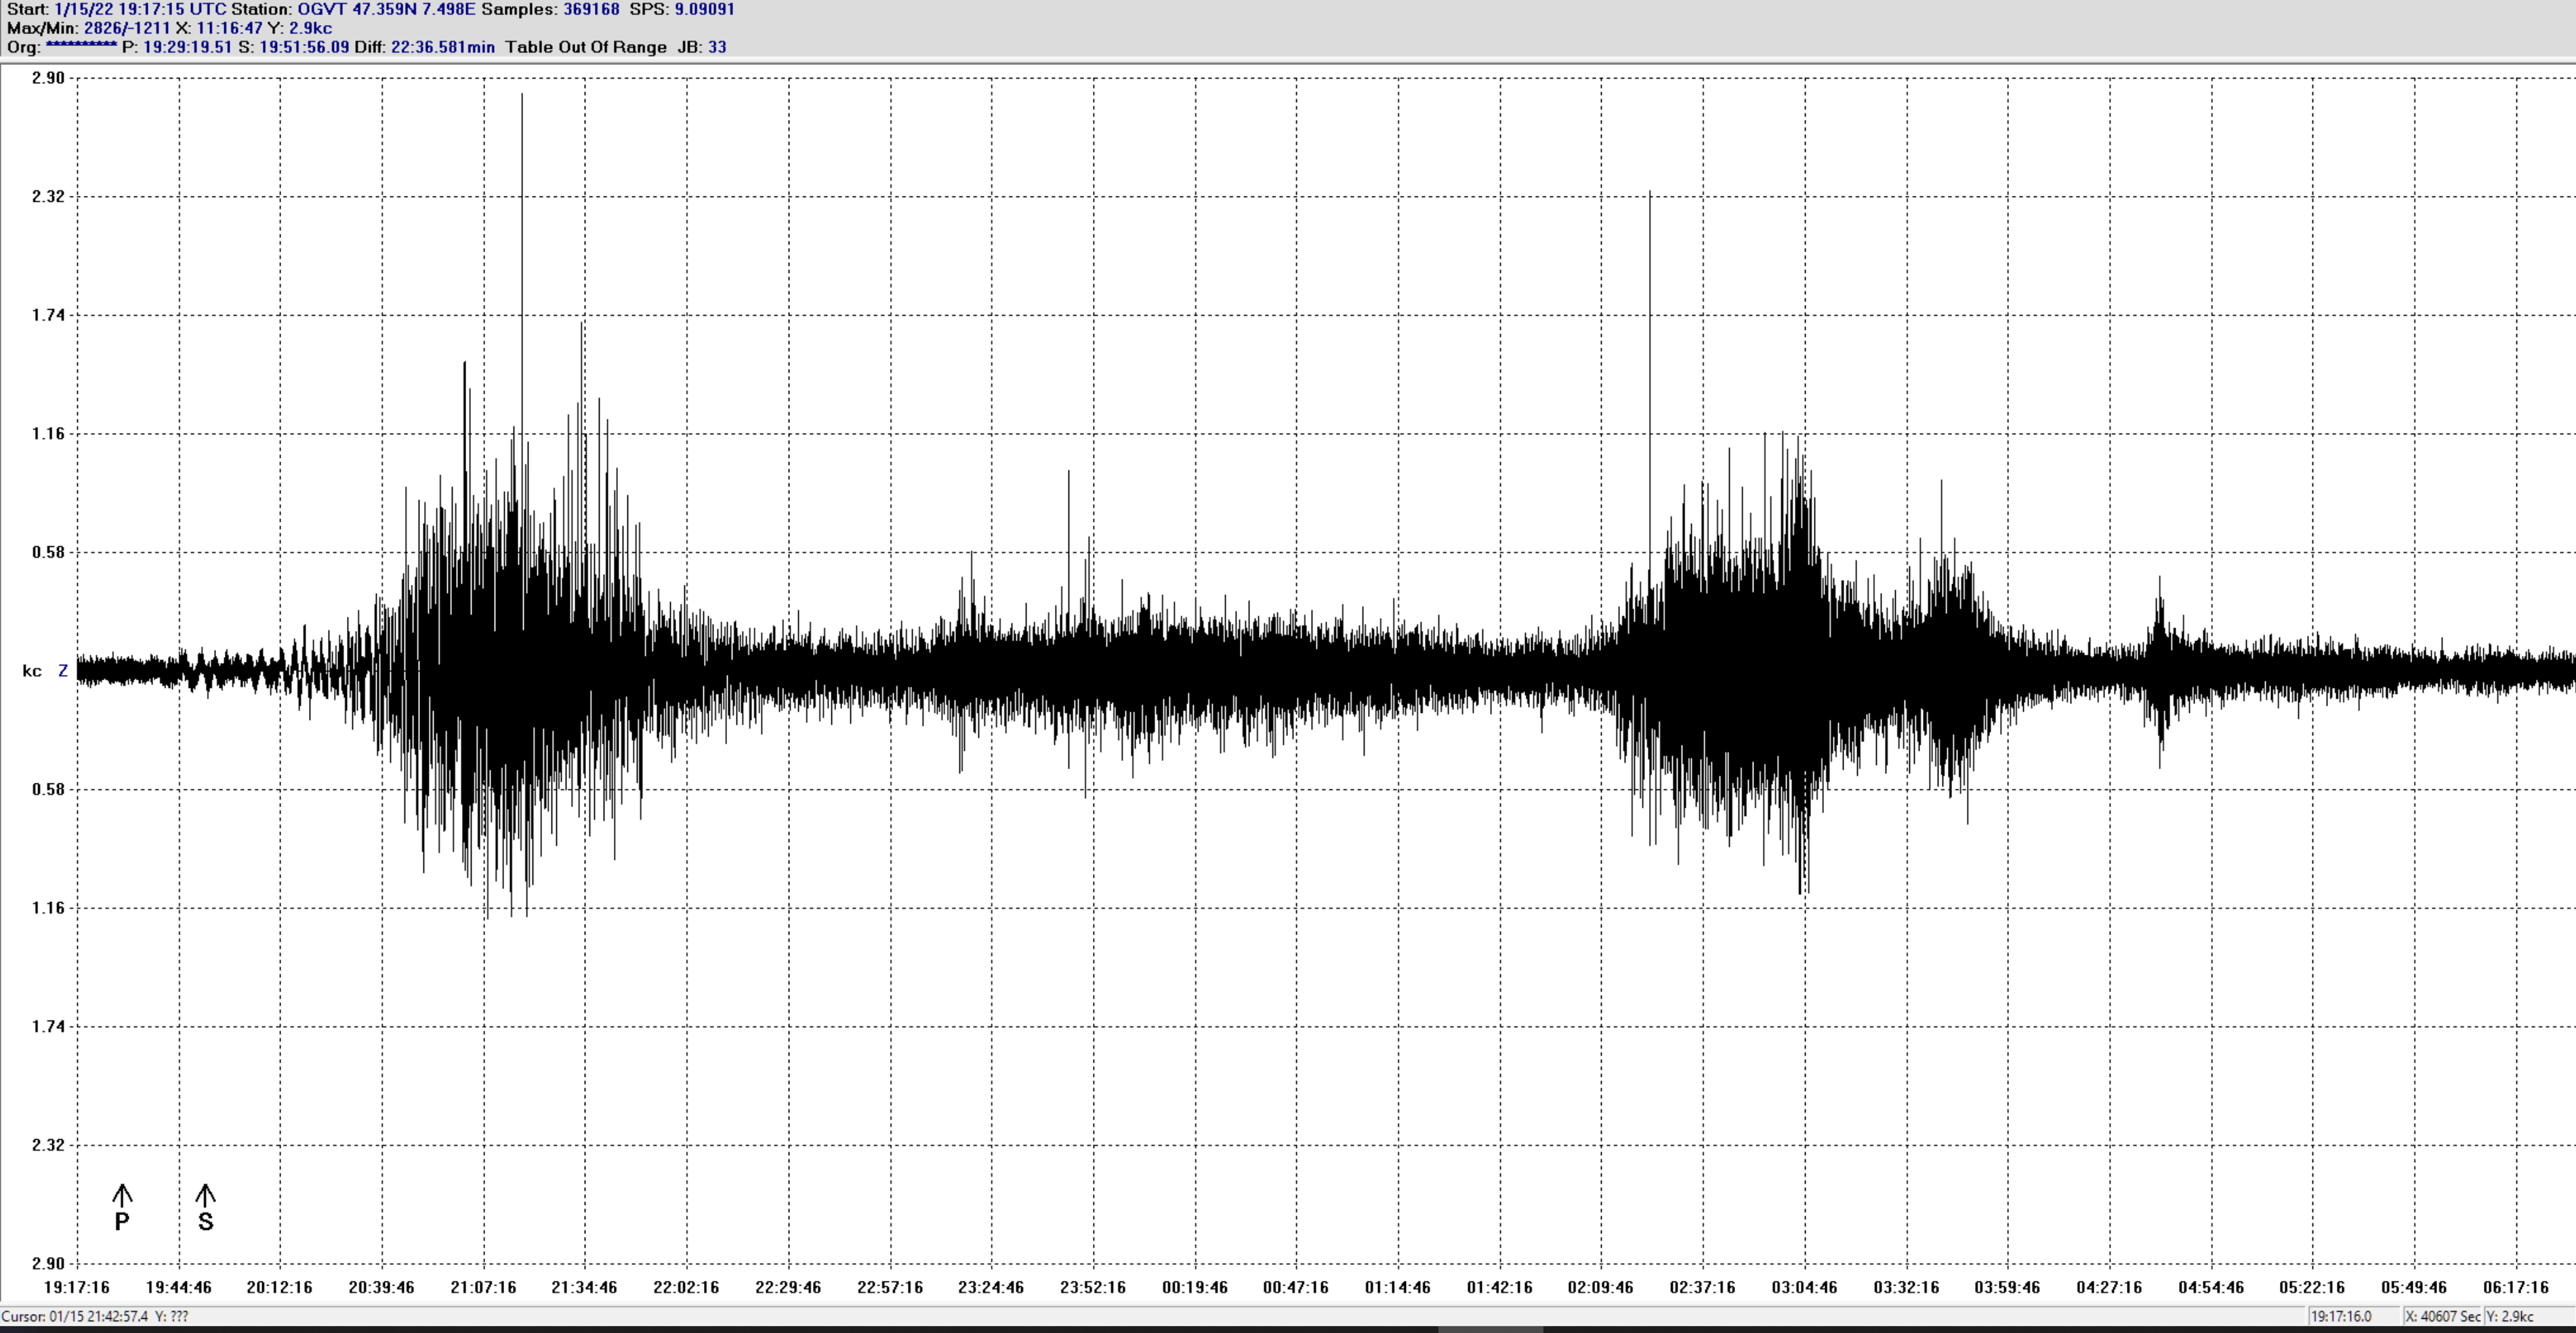 Start: 1/15/22 19:17:15 UTC Station: OGVT 47.359N 7.498E Samples: 369168 SPS: 9.09091
Max/Min: 2826/-1211 X: 11:16:47 Y: 2.9kc
Org: ********** P: 19:29:19.51 S: 19:51:56.09 Diff: 22:36.581min Table Out Of Range JB: 33
2.90
2.32
1.74
1.16
0.58
kc Z
0.58
1.16
1.74
2.32
P S
2.90
19:17:16 19:44:46 20:12:16 20:39:46 21:07:16 21:34:46 22:02:16 22:29:46 22:57:16 23:24:46 23:52:16 00:19:46 00:47:16 01:14:46 01:42:16 02:09:46 02:37:16 03:04:46 03:32:16 03:59:46 04:27:16 04:54:46 05:22:16 05:49:46 06:17:16
Cursor: 01/15 21:42:57.4 Y: ??? 19:17:16.0 X: 40607 Sec Y: 2.9kc